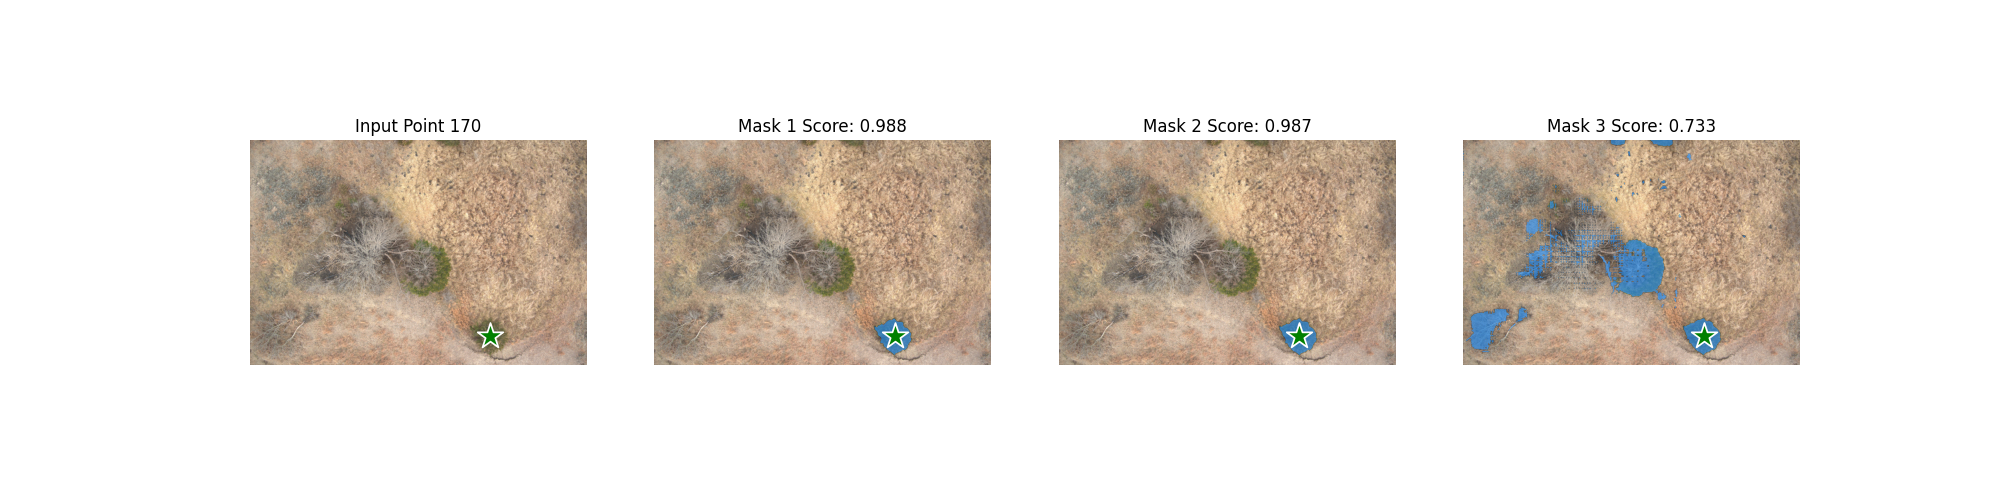 Input Point 170
Mask 1 Score: 0.988
Mask 2 Score: 0.987
Mask 3 Score: 0.733